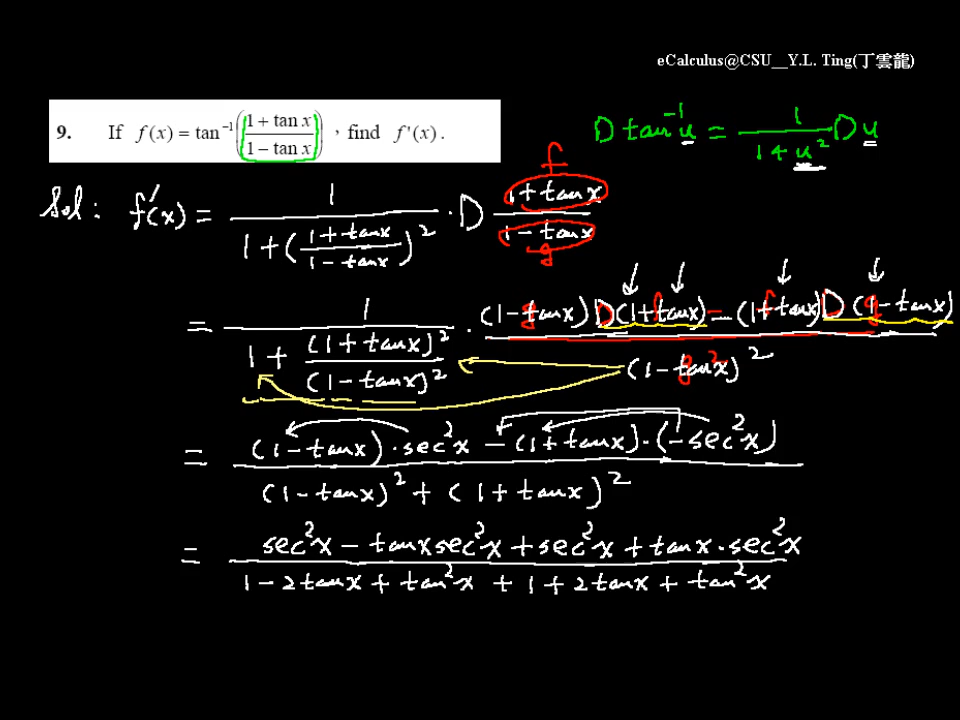 eCalculus@CSU__Y.L. Ting(丁雲龍)
9. If f(x) = tan⁻¹((1 + tan x)/(1 − tan x)), find f'(x).
D tan⁻¹ u = 1/(1+u²) D u
f
Sol: f'(x) = 1/(1+((1+tanx)/(1−tanx))²) · D (1+tanx)/(1−tanx)
g
= 1/(1+(1+tanx)²/(1−tanx)²) · ((1−tanx) D(1+tanx) − (1+tanx) D(1−tanx))/(1−tanx)²
g f − f g
g²
= ((1−tanx)·sec²x − (1+tanx)·(−sec²x))/((1−tanx)² + (1+tanx)²)
= (sec²x − tanxsec²x + sec²x + tanx·sec²x)/(1−2tanx + tan²x + 1+2tanx + tan²x)